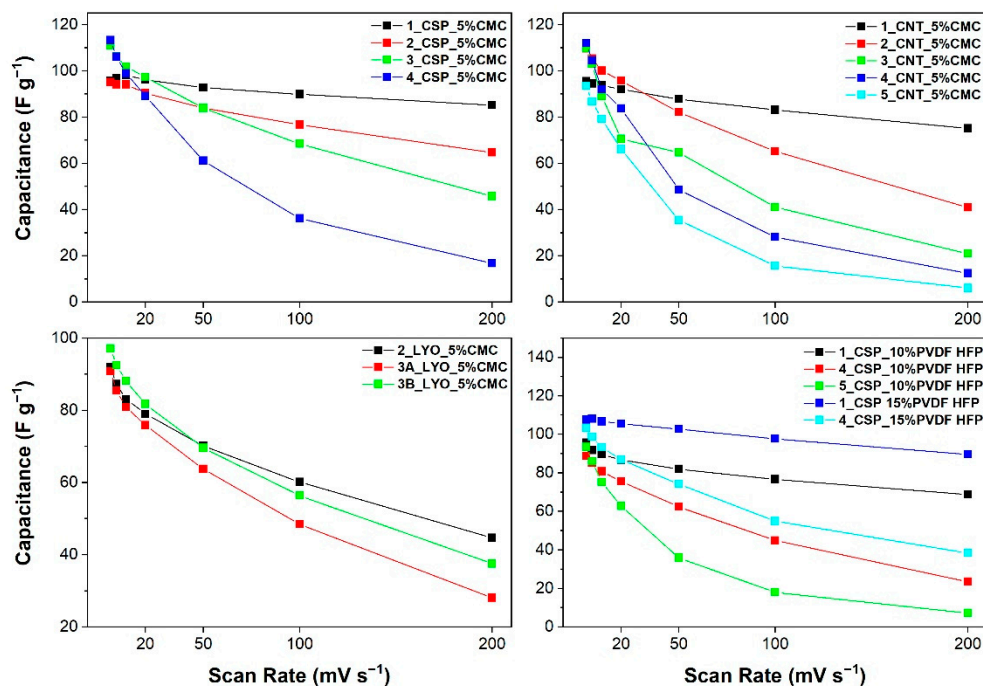 120
100
80
60
40
20
0
Capacitance (F g⁻¹)
1_CSP_5%CMC
2_CSP_5%CMC
3_CSP_5%CMC
4_CSP_5%CMC
20 50 100 200
120
100
80
60
40
20
0
1_CNT_5%CMC
2_CNT_5%CMC
3_CNT_5%CMC
4_CNT_5%CMC
5_CNT_5%CMC
20 50 100 200
100
80
60
40
20
Capacitance (F g⁻¹)
2_LYO_5%CMC
3A_LYO_5%CMC
3B_LYO_5%CMC
20 50 100 200
Scan Rate (mV s⁻¹)
140
120
100
80
60
40
20
0
1_CSP_10%PVDF HFP
4_CSP_10%PVDF HFP
5_CSP_10%PVDF HFP
1_CSP 15%PVDF HFP
4_CSP_15%PVDF HFP
20 50 100 200
Scan Rate (mV s⁻¹)